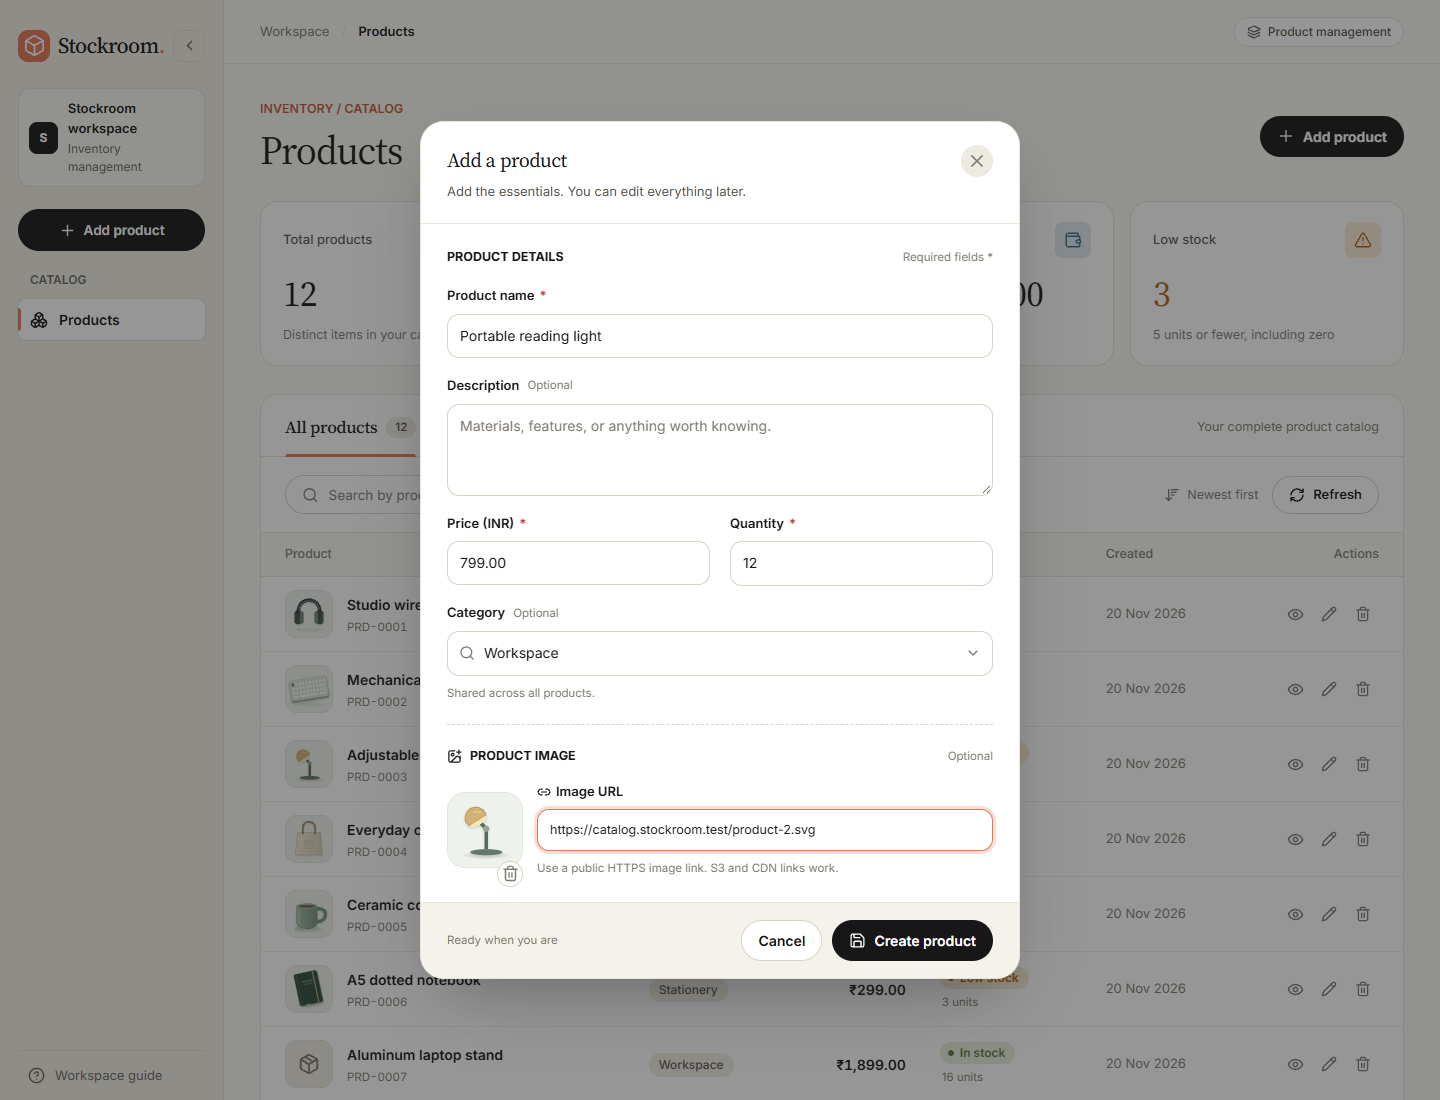 Stockroom.
Workspace / Products
Product management
S
Stockroom
workspace
Inventory
management
Add product
CATALOG
Products
Workspace guide
INVENTORY / CATALOG
Products
Add product
Total products
12
Distinct items in your
00
Low stock
3
5 units or fewer, including zero
All products 12
Your complete product catalog
Search by
Newest first
Refresh
Product
Created
Actions
Studio
PRD-0001
20 Nov 2026
PRD-0002
20 Nov 2026
Adjustable
PRD-0003
20 Nov 2026
Everyday
PRD-0004
20 Nov 2026
Ceramic
PRD-0005
20 Nov 2026
A5 dotted notebook
PRD-0006
Stationery
₹299.00
Low stock
3 units
20 Nov 2026
Aluminum laptop stand
PRD-0007
Workspace
₹1,899.00
In stock
16 units
20 Nov 2026
Add a product
Add the essentials. You can edit everything later.
PRODUCT DETAILS
Required fields *
Product name *
Portable reading light
Description Optional
Materials, features, or anything worth knowing.
Price (INR) *
Quantity *
799.00
12
Category Optional
Workspace
Shared across all products.
PRODUCT IMAGE
Optional
Image URL
https://catalog.stockroom.test/product-2.svg
Use a public HTTPS image link. S3 and CDN links work.
Ready when you are
Cancel
Create product